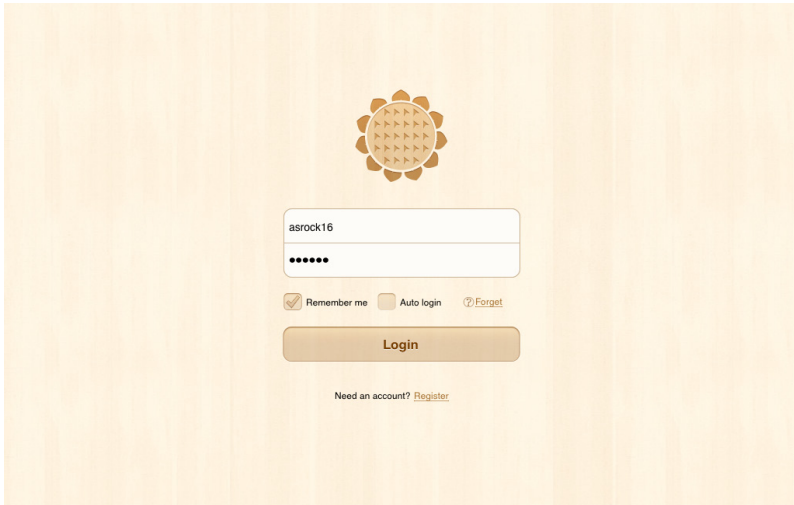 asrock16
••••••
Remember me Auto login ? Forget
Login
Need an account? Register